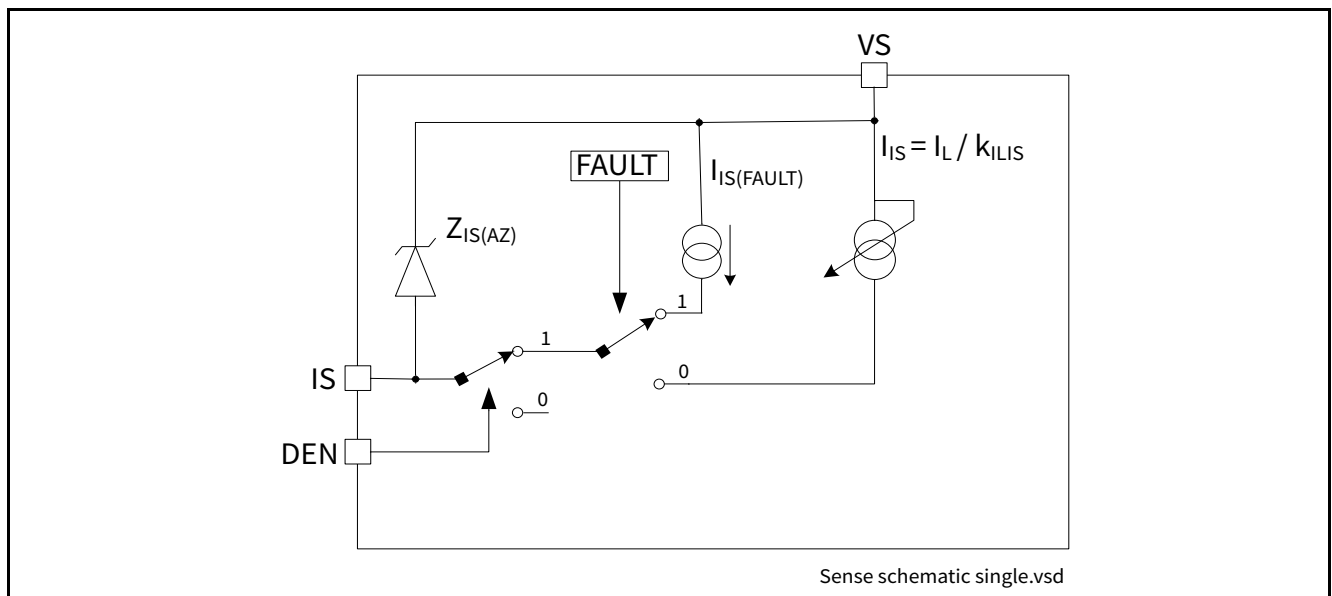 VS
I_IS = I_L / k_ILIS
FAULT
I_IS(FAULT)
Z_IS(AZ)
1
1
IS
0
0
DEN
Sense schematic single.vsd